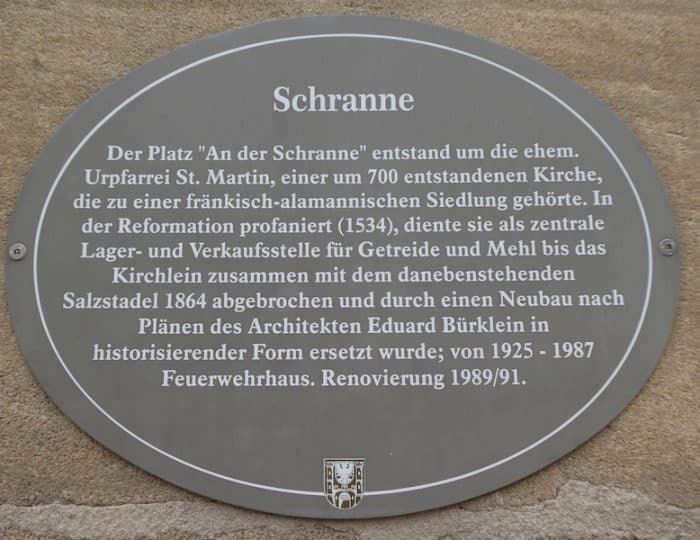 Schranne
Der Platz "An der Schranne" entstand um die ehem.
Urpfarrei St. Martin, einer um 700 entstandenen Kirche,
die zu einer fränkisch-alamannischen Siedlung gehörte. In
der Reformation profaniert (1534), diente sie als zentrale
Lager- und Verkaufsstelle für Getreide und Mehl bis das
Kirchlein zusammen mit dem danebenstehenden
Salzstadel 1864 abgebrochen und durch einen Neubau nach
Plänen des Architekten Eduard Bürklein in
historisierender Form ersetzt wurde; von 1925 - 1987
Feuerwehrhaus. Renovierung 1989/91.